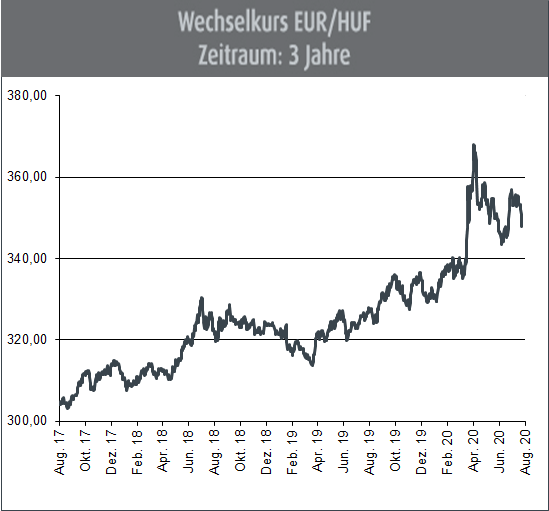 Wechselkurs EUR/HUF
Zeitraum: 3 Jahre
380,00
360,00
340,00
320,00
300,00
Aug. 17
Okt. 17
Dez. 17
Feb. 18
Apr. 18
Jun. 18
Aug. 18
Okt. 18
Dez. 18
Feb. 19
Apr. 19
Jun. 19
Aug. 19
Okt. 19
Dez. 19
Feb. 20
Apr. 20
Jun. 20
Aug. 20